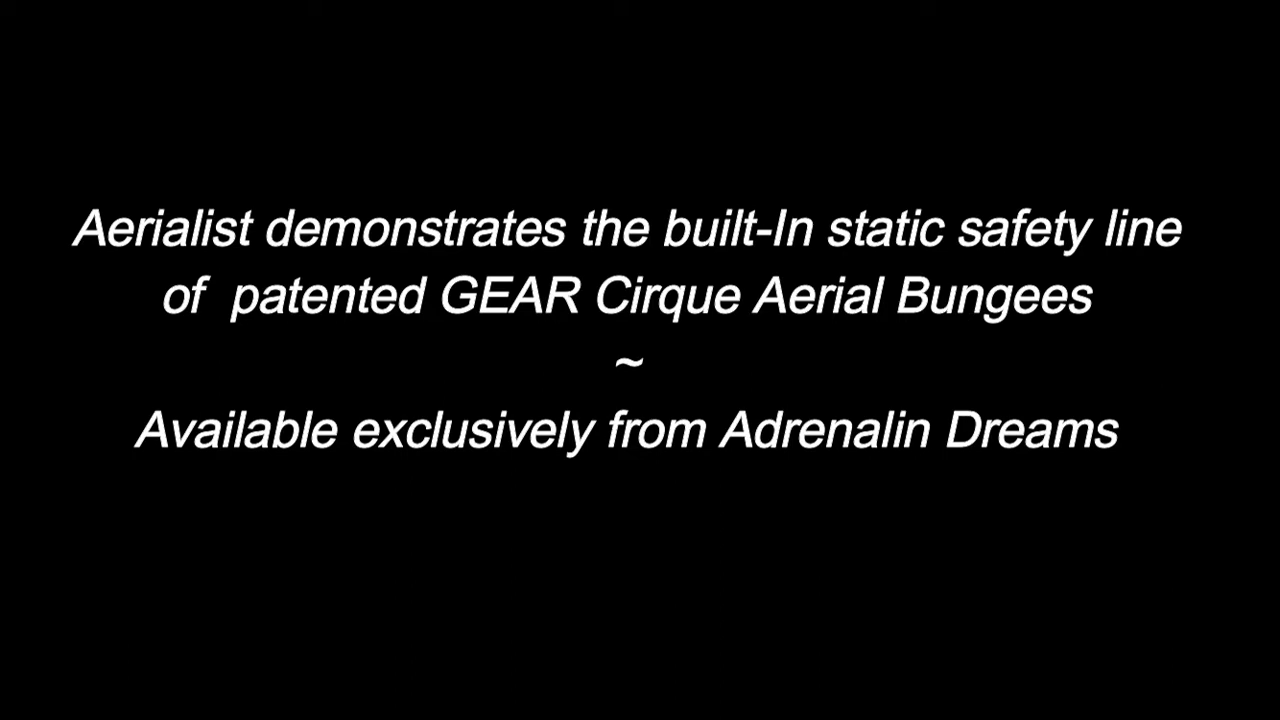 Aerialist demonstrates the built-In static safety line
of  patented GEAR Cirque Aerial Bungees
~
Available exclusively from Adrenalin Dreams